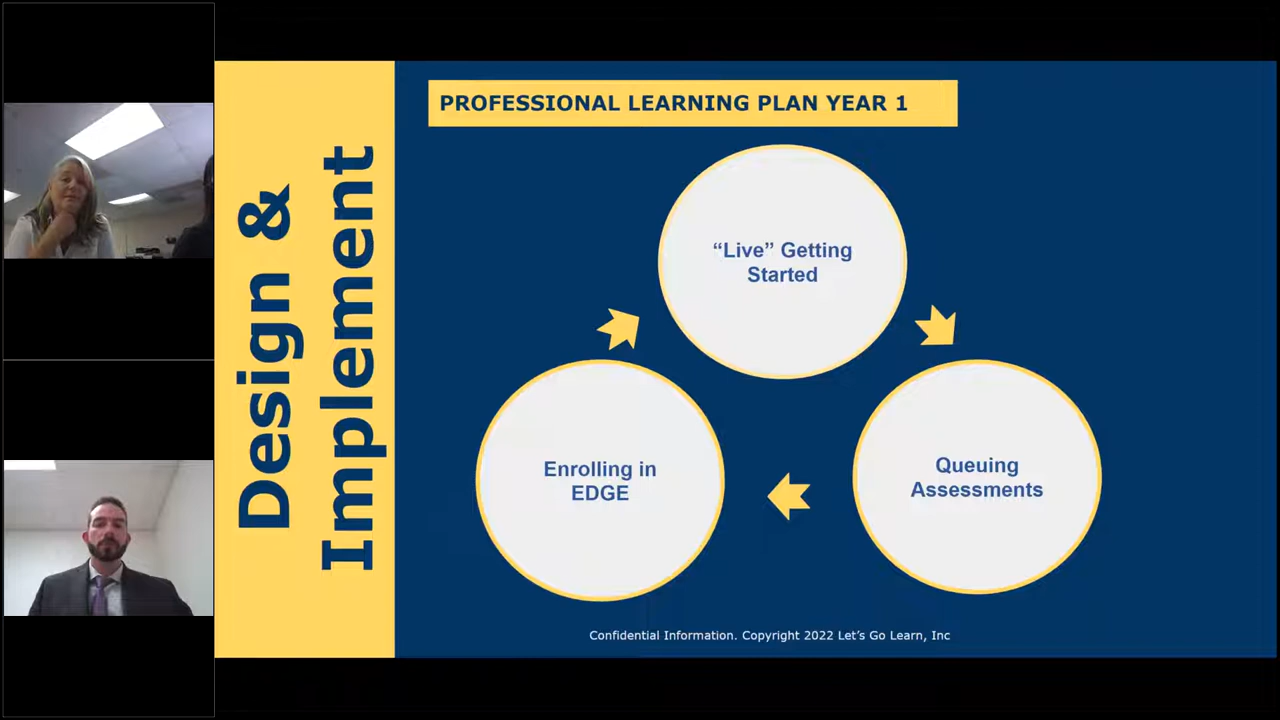 Design &
Implement
PROFESSIONAL LEARNING PLAN YEAR 1
“Live” Getting
Started
Enrolling in
EDGE
Queuing
Assessments
Confidential Information. Copyright 2022 Let’s Go Learn, Inc